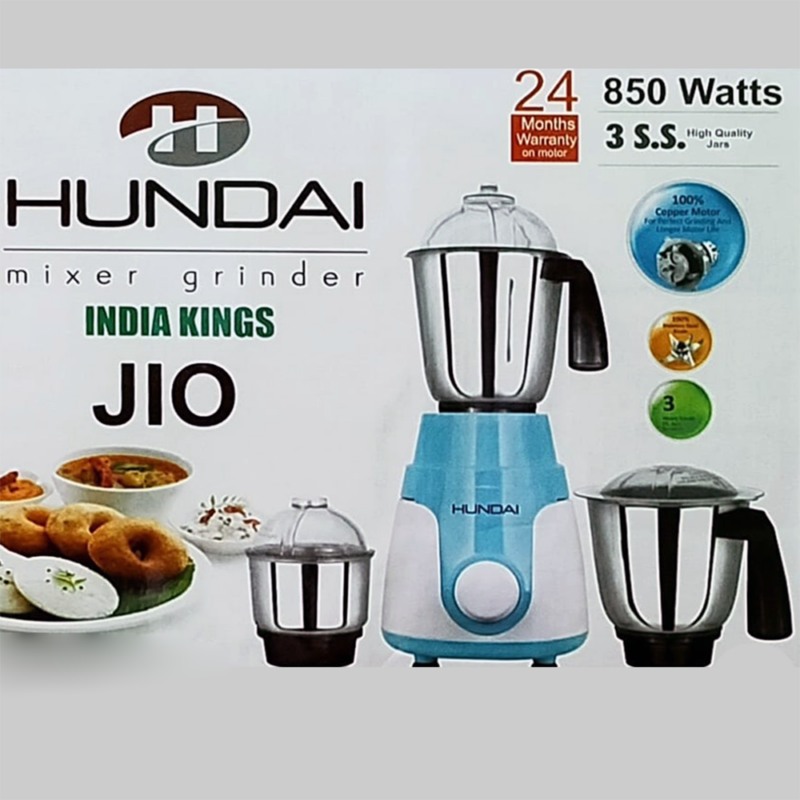 H
HUNDAI
mixer grinder
INDIA KINGS
JIO
24
Months
Warranty
on motor
850 Watts
3 S.S. High Quality
Jars
100%
Copper Motor
For Perfect Grinding And
Longer Motor Life
100%
3
HUNDAI